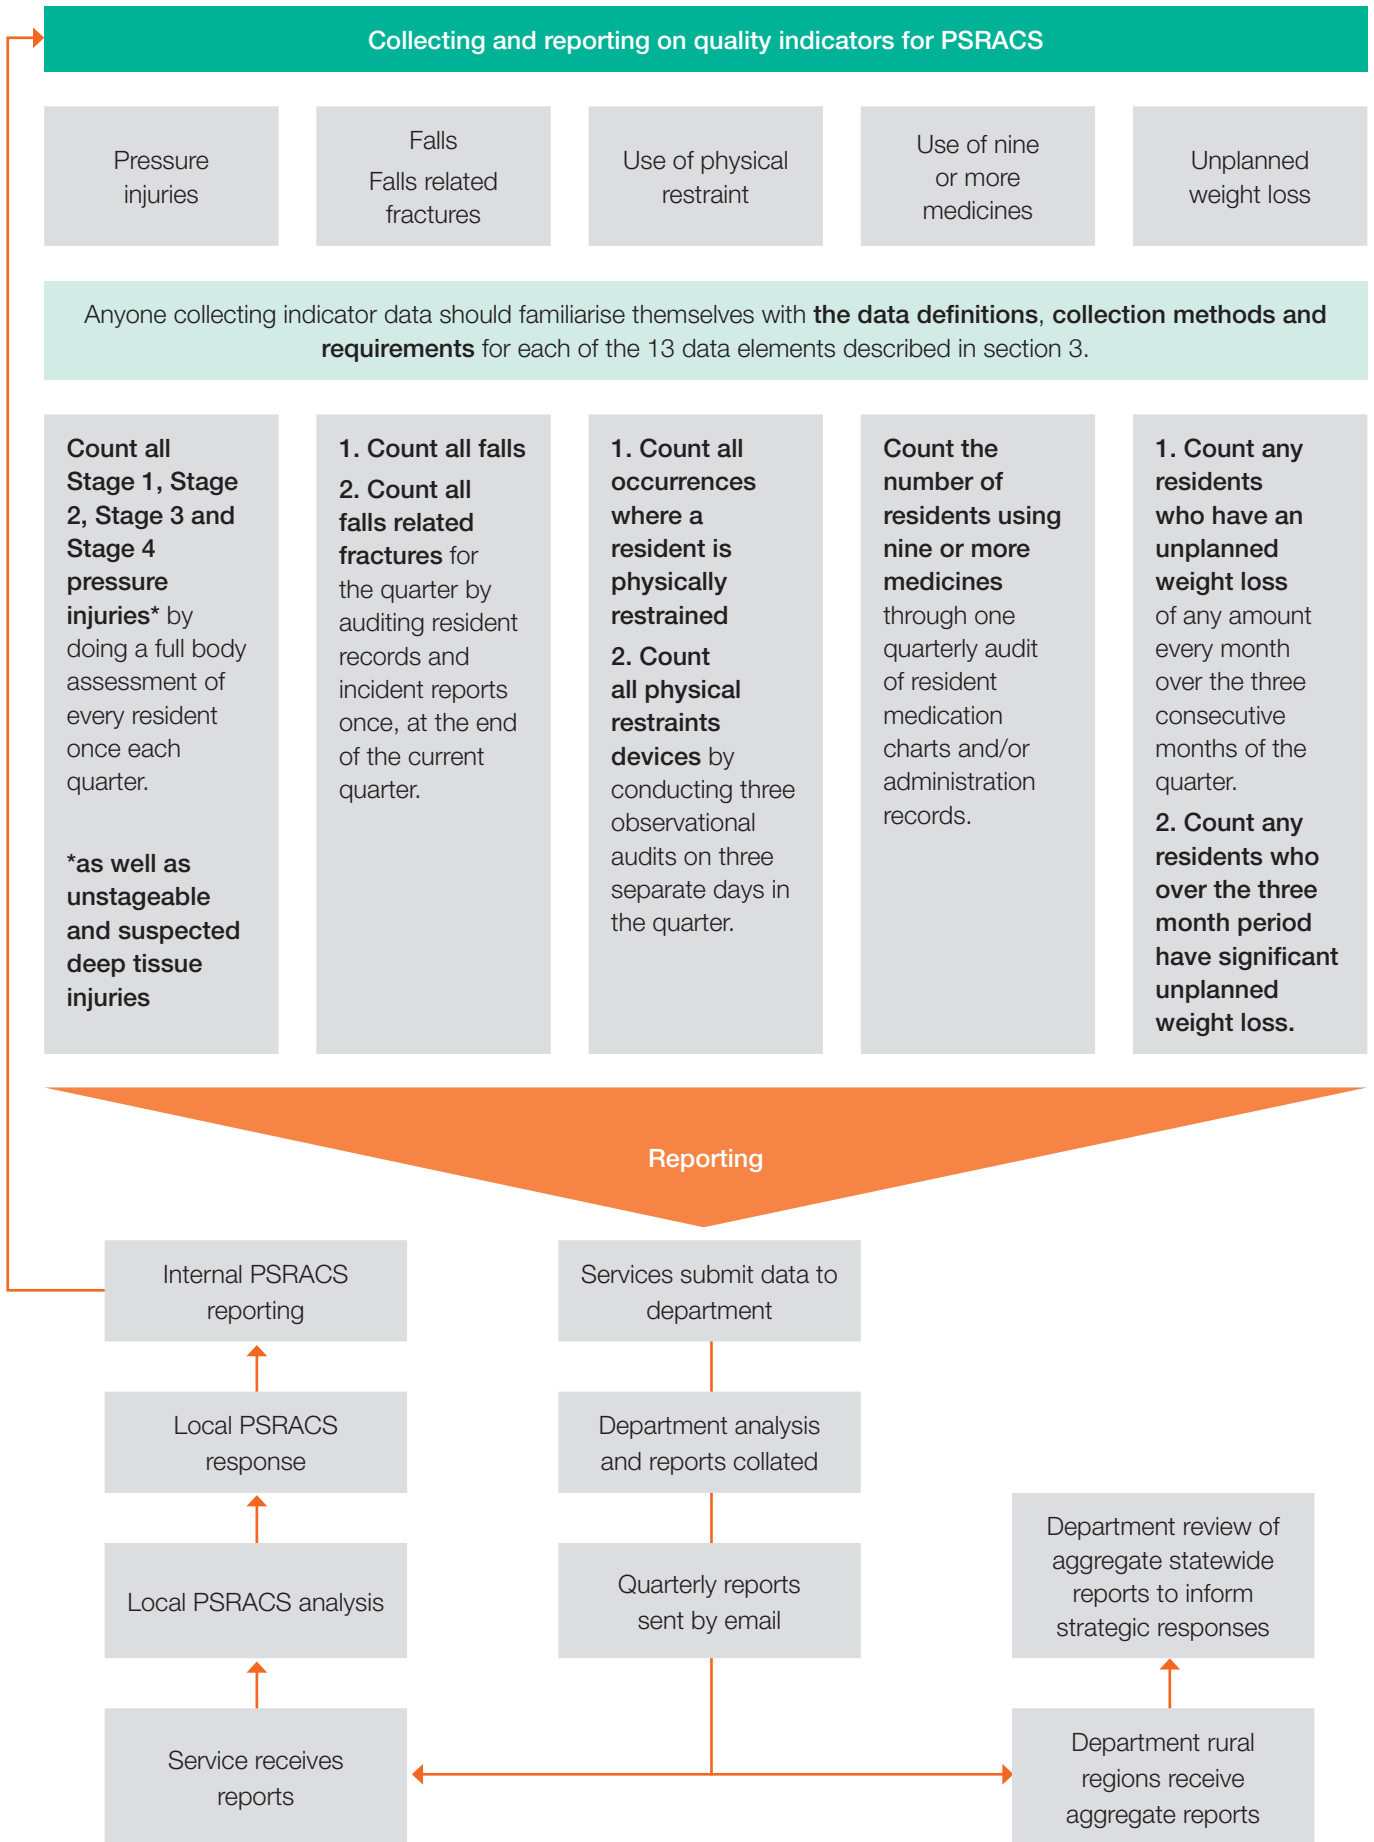 Collecting and reporting on quality indicators for PSRACS
Pressure
injuries
Falls
Falls related
fractures
Use of physical
restraint
Use of nine
or more
medicines
Unplanned
weight loss
Anyone collecting indicator data should familiarise themselves with the data definitions, collection methods and
requirements for each of the 13 data elements described in section 3.
Count all
Stage 1, Stage
2, Stage 3 and
Stage 4
pressure
injuries* by
doing a full body
assessment of
every resident
once each
quarter.
*as well as
unstageable
and suspected
deep tissue
injuries
1. Count all falls
2. Count all
falls related
fractures for
the quarter by
auditing resident
records and
incident reports
once, at the end
of the current
quarter.
1. Count all
occurrences
where a
resident is
physically
restrained
2. Count
all physical
restraints
devices by
conducting three
observational
audits on three
separate days in
the quarter.
Count the
number of
residents using
nine or more
medicines
through one
quarterly audit
of resident
medication
charts and/or
administration
records.
1. Count any
residents
who have an
unplanned
weight loss
of any amount
every month
over the three
consecutive
months of the
quarter.
2. Count any
residents who
over the three
month period
have significant
unplanned
weight loss.
Reporting
Internal PSRACS
reporting
Local PSRACS
response
Local PSRACS analysis
Service receives
reports
Services submit data to
department
Department analysis
and reports collated
Quarterly reports
sent by email
Department review of
aggregate statewide
reports to inform
strategic responses
Department rural
regions receive
aggregate reports